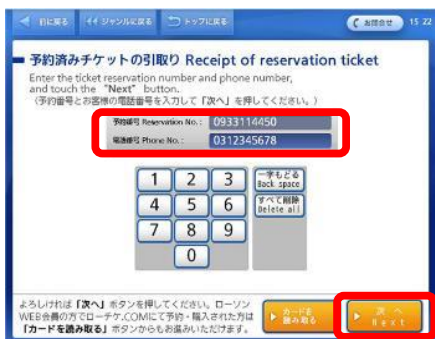 前に戻る ジャンルに戻る トップに戻る お問合せ 15 22
予約済みチケットの引取り Receipt of reservation ticket
Enter the ticket reservation number and phone number,
and touch the "Next" button.
(予約番号とお客様の電話番号を入力して「次へ」を押してください。)
予約番号 Reservation No.: 0933114450
電話番号 Phone No.: 0312345678
1 2 3 一字もどる
Back space
4 5 6 すべて削除
Delete all
7 8 9
0
よろしければ「次へ」ボタンを押してください。ローソン
WEB会員の方でローチケ.COMにて予約・購入された方は
「カードを読み取る」ボタンからもお進みいただけます。
カードを
読み取る
次へ
Next